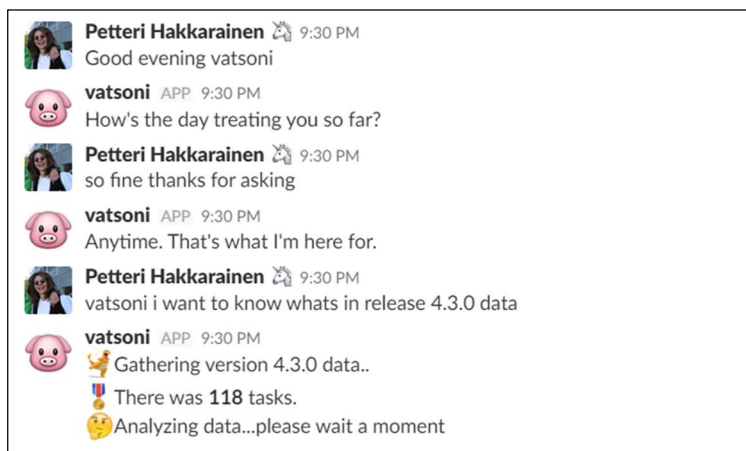 Petteri Hakkarainen 9:30 PM
Good evening vatsoni
vatsoni APP 9:30 PM
How's the day treating you so far?
Petteri Hakkarainen 9:30 PM
so fine thanks for asking
vatsoni APP 9:30 PM
Anytime. That's what I'm here for.
Petteri Hakkarainen 9:30 PM
vatsoni i want to know whats in release 4.3.0 data
vatsoni APP 9:30 PM
Gathering version 4.3.0 data..
There was 118 tasks.
Analyzing data...please wait a moment